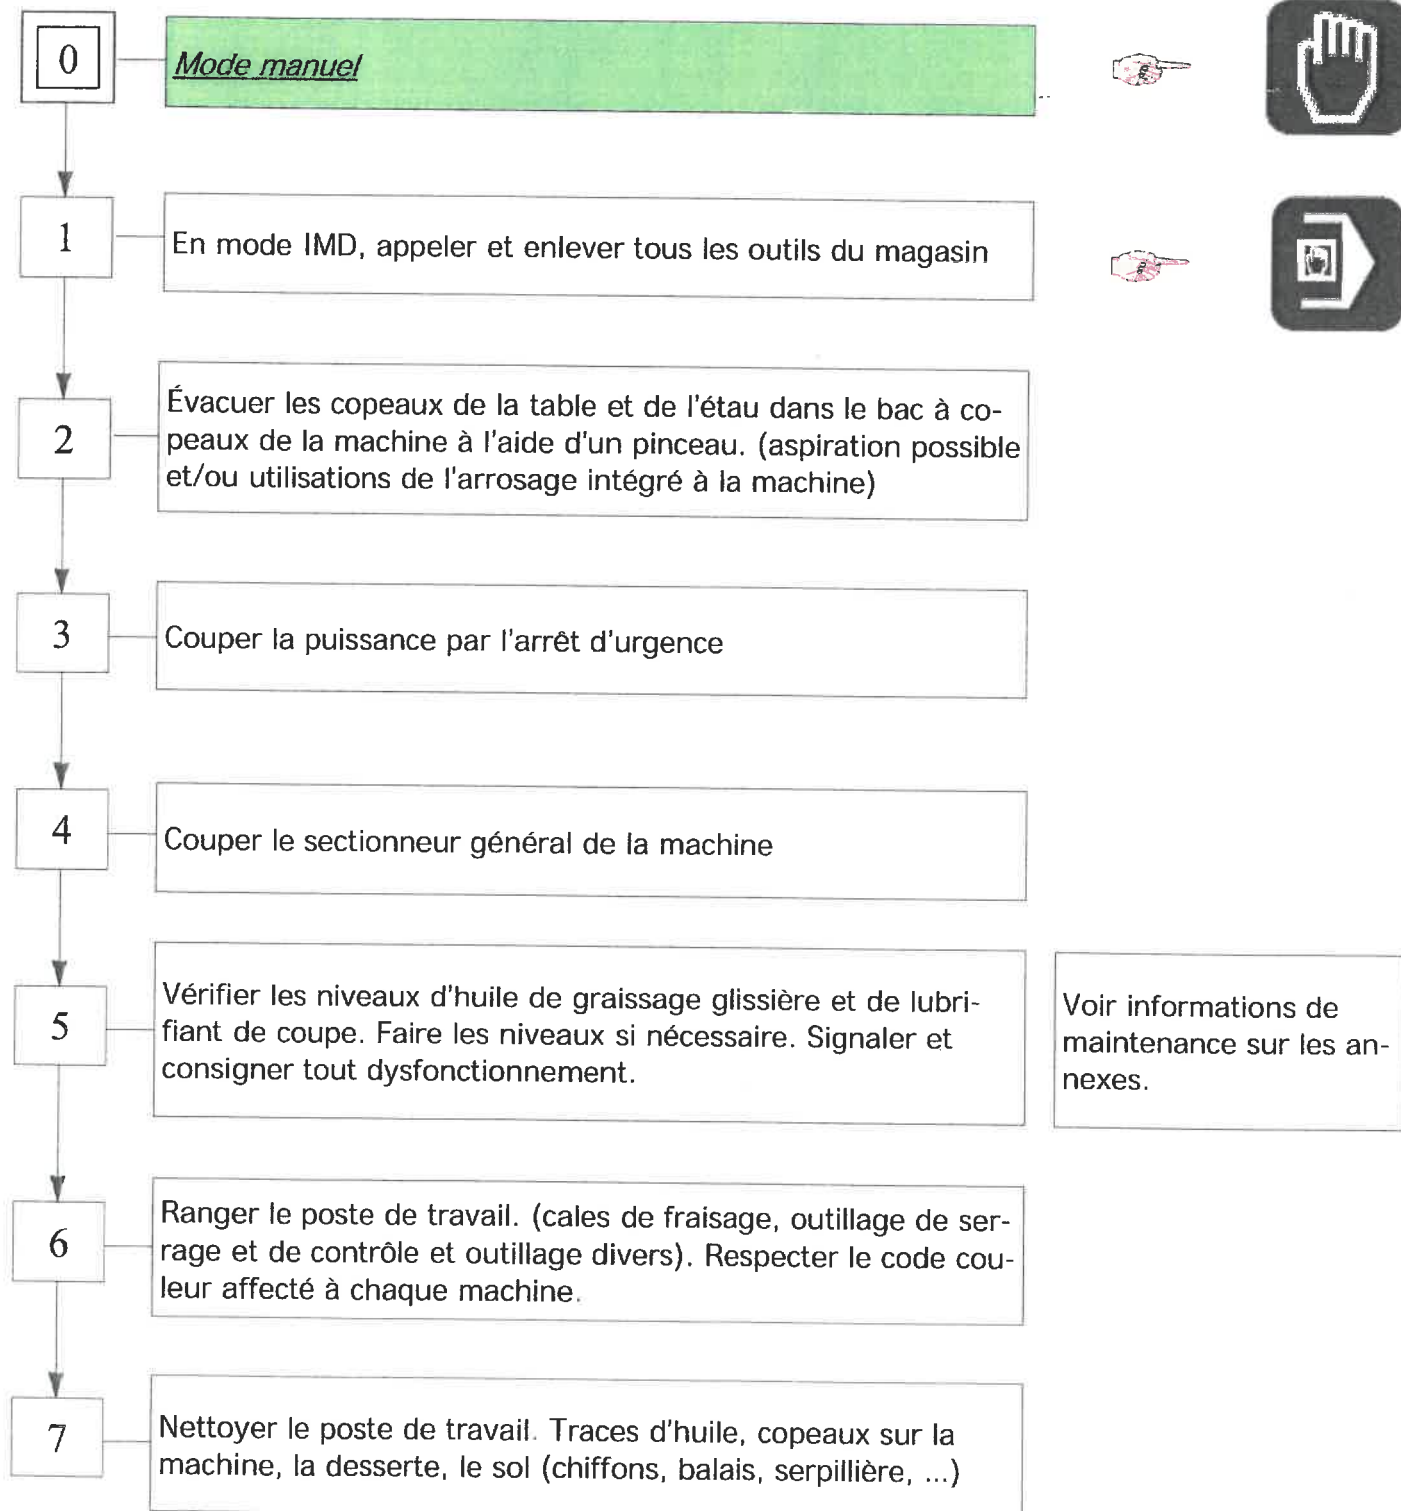 0
Mode manuel
1
En mode IMD, appeler et enlever tous les outils du magasin
2
Évacuer les copeaux de la table et de l'étau dans le bac à co-
peaux de la machine à l'aide d'un pinceau. (aspiration possible
et/ou utilisations de l'arrosage intégré à la machine)
3
Couper la puissance par l'arrêt d'urgence
4
Couper le sectionneur général de la machine
5
Vérifier les niveaux d'huile de graissage glissière et de lubri-
fiant de coupe. Faire les niveaux si nécessaire. Signaler et
consigner tout dysfonctionnement.
Voir informations de
maintenance sur les an-
nexes.
6
Ranger le poste de travail. (cales de fraisage, outillage de ser-
rage et de contrôle et outillage divers). Respecter le code cou-
leur affecté à chaque machine.
7
Nettoyer le poste de travail. Traces d'huile, copeaux sur la
machine, la desserte, le sol (chiffons, balais, serpillière, ...)